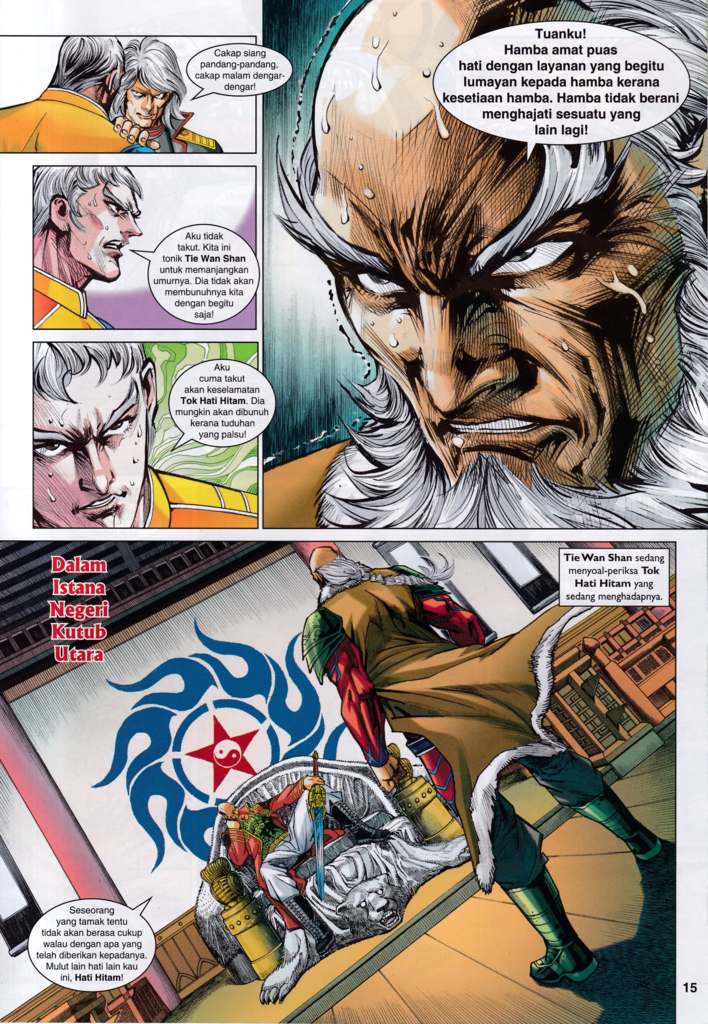 Cakap siang
pandang-pandang,
cakap malam dengar-
dengar!
Aku tidak
takut. Kita ini
tonik Tie Wan Shan
untuk memanjangkan
umurnya. Dia tidak akan
membunuhnya kita
dengan begitu
saja!
Aku
cuma takut
akan keselamatan
Tok Hati Hitam. Dia
mungkin akan dibunuh
kerana tuduhan
yang palsu!
Tuanku!
Hamba amat puas
hati dengan layanan yang begitu
lumayan kepada hamba kerana
kesetiaan hamba. Hamba tidak berani
menghajati sesuatu yang
lain lagi!
Dalam
Istana
Negeri
Kutub
Utara
Tie Wan Shan sedang
menyoal-periksa Tok
Hati Hitam yang
sedang menghadapnya.
Seseorang
yang tamak tentu
tidak akan berasa cukup
walau dengan apa yang
telah diberikan kepadanya.
Mulut lain hati lain kau
ini, Hati Hitam!
15